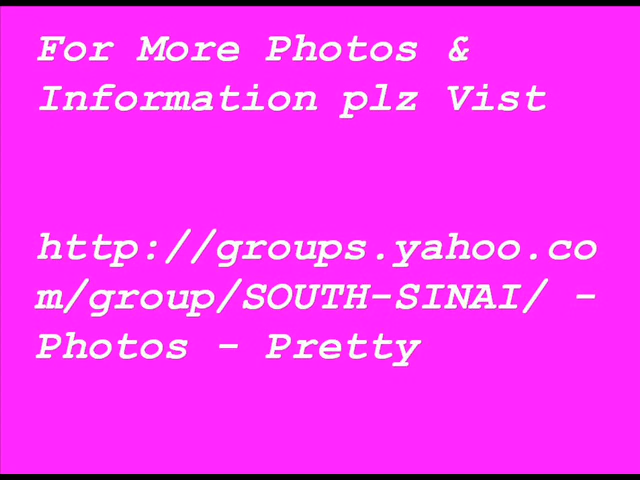 For More Photos &
Information plz Vist
http://groups.yahoo.co
m/group/SOUTH-SINAI/ -
Photos - Pretty